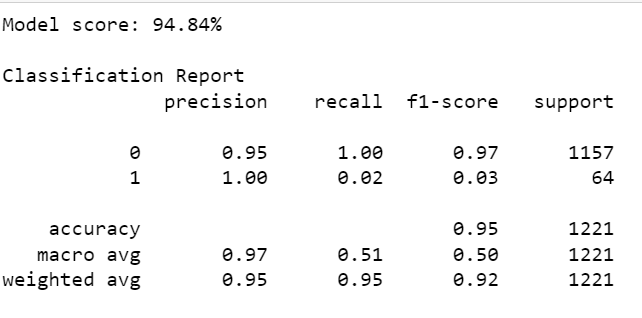 Model score: 94.84%
Classification Report
precision recall f1-score support
0 0.95 1.00 0.97 1157
1 1.00 0.02 0.03 64
accuracy 0.95 1221
macro avg 0.97 0.51 0.50 1221
weighted avg 0.95 0.95 0.92 1221